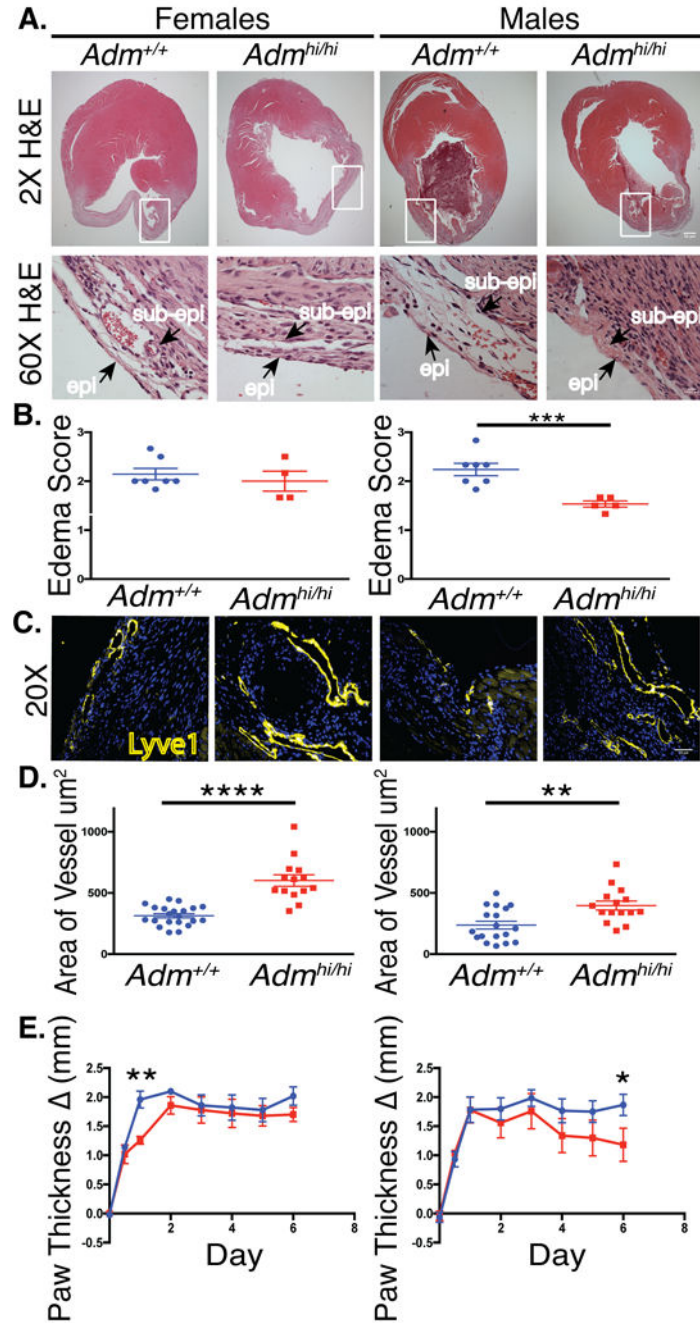 A.
Females Males
Adm+/+ Admhi/hi Adm+/+ Admhi/hi
2X H&E
60X H&E
epi sub-epi sub-epi epi epi sub-epi sub-epi epi
B.
***
Edema Score
3
2
1
0
Edema Score
3
2
1
0
Adm+/+ Admhi/hi Adm+/+ Admhi/hi
C.
20X
Lyve1
D.
**** **
Area of Vessel um2
1000
500
0
Area of Vessel um2
1000
500
0
Adm+/+ Admhi/hi Adm+/+ Admhi/hi
E.
Paw Thickness Δ (mm)
2.5
2.0
1.5
1.0
0.5
0.0
-0.5
**
0 2 4 6 8
Day
Paw Thickness Δ (mm)
2.5
2.0
1.5
1.0
0.5
0.0
-0.5
*
0 2 4 6 8
Day